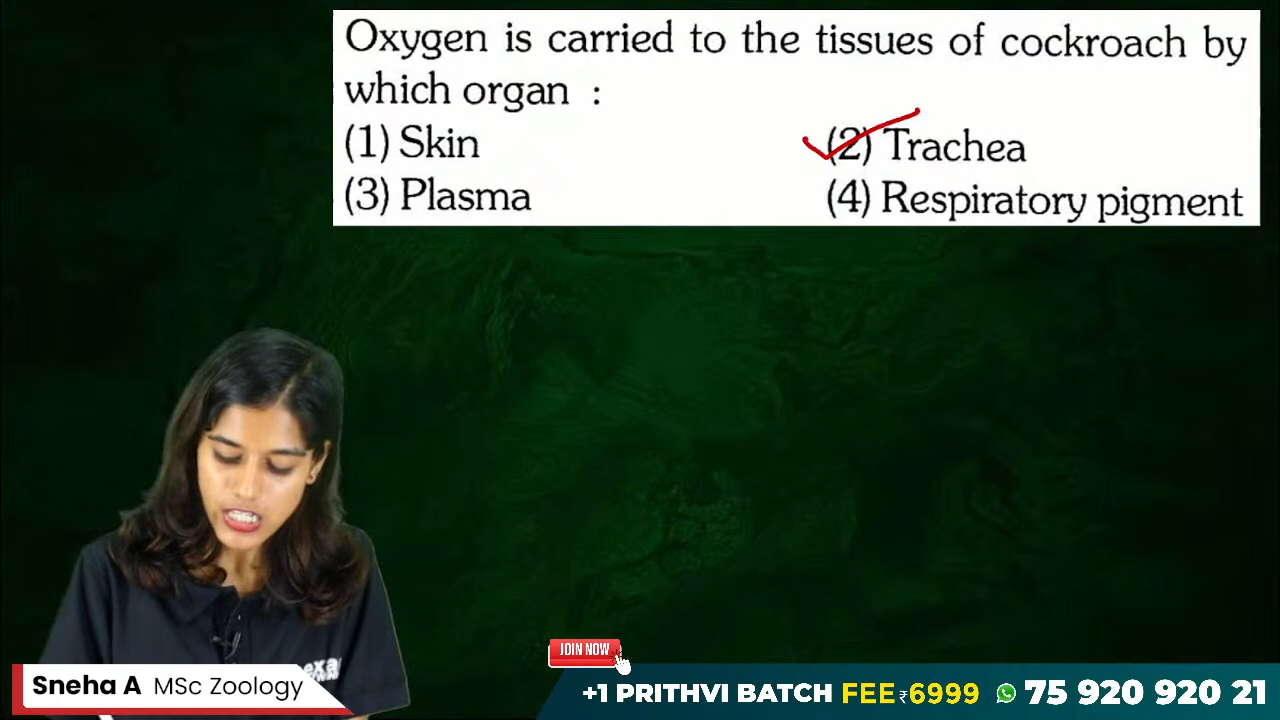 Oxygen is carried to the tissues of cockroach by
which organ :
(1) Skin
(2) Trachea
(3) Plasma
(4) Respiratory pigment
exa
JOIN NOW
Sneha A MSc Zoology
+1 PRITHVI BATCH FEE ₹6999 75 920 920 21